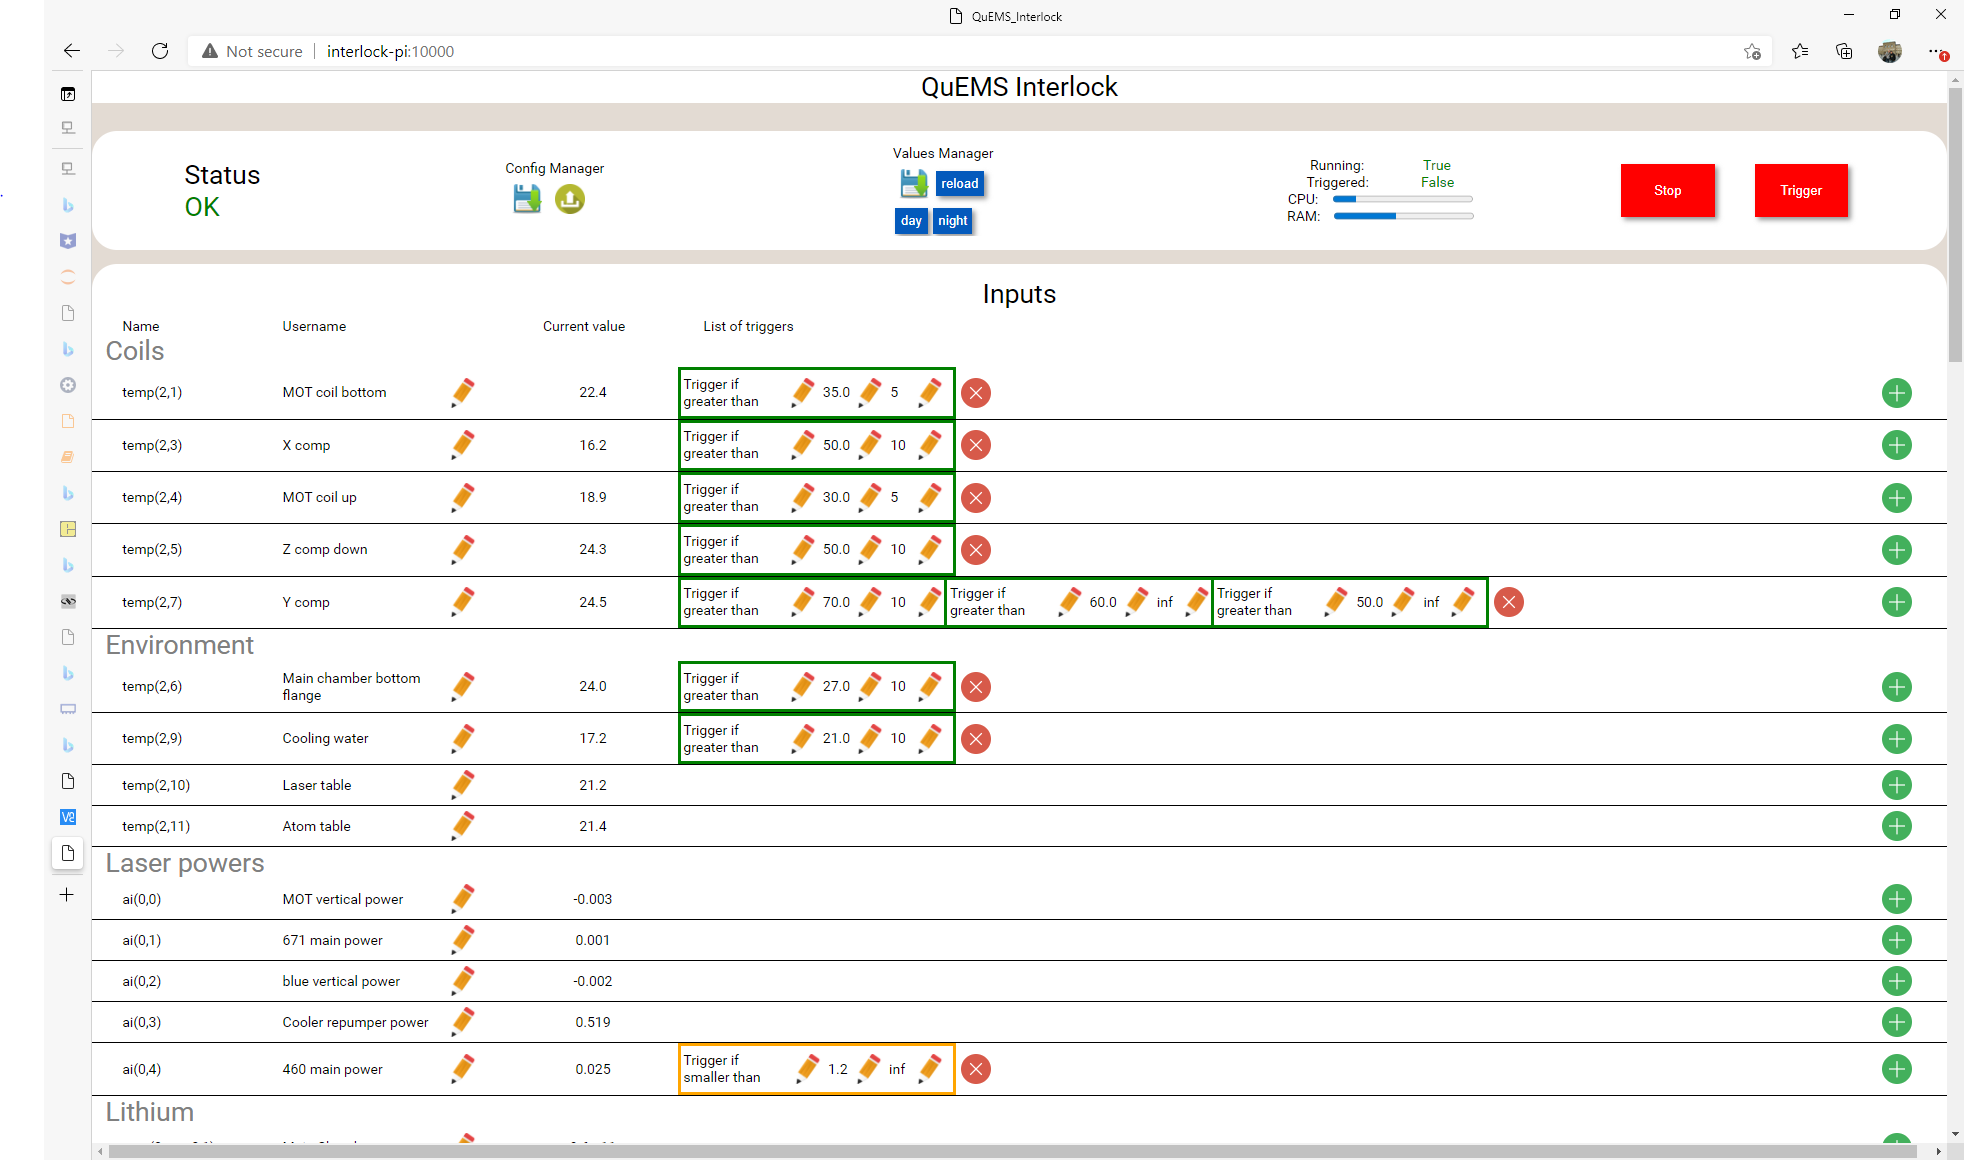 QuEMS_Interlock
Not secure
interlock-pi:10000
QuEMS Interlock
Status
OK
Config Manager
Values Manager
reload
day night
Running: True
Triggered: False
CPU:
RAM:
Stop
Trigger
Inputs
Name Username Current value List of triggers
Coils
temp(2,1) MOT coil bottom 22.4 Trigger if greater than 35.0 5
temp(2,3) X comp 16.2 Trigger if greater than 50.0 10
temp(2,4) MOT coil up 18.9 Trigger if greater than 30.0 5
temp(2,5) Z comp down 24.3 Trigger if greater than 50.0 10
temp(2,7) Y comp 24.5 Trigger if greater than 70.0 10 Trigger if greater than 60.0 inf Trigger if greater than 50.0 inf
Environment
temp(2,6) Main chamber bottom flange 24.0 Trigger if greater than 27.0 10
temp(2,9) Cooling water 17.2 Trigger if greater than 21.0 10
temp(2,10) Laser table 21.2
temp(2,11) Atom table 21.4
Laser powers
ai(0,0) MOT vertical power -0.003
ai(0,1) 671 main power 0.001
ai(0,2) blue vertical power -0.002
ai(0,3) Cooler repumper power 0.519
ai(0,4) 460 main power 0.025 Trigger if smaller than 1.2 inf
Lithium